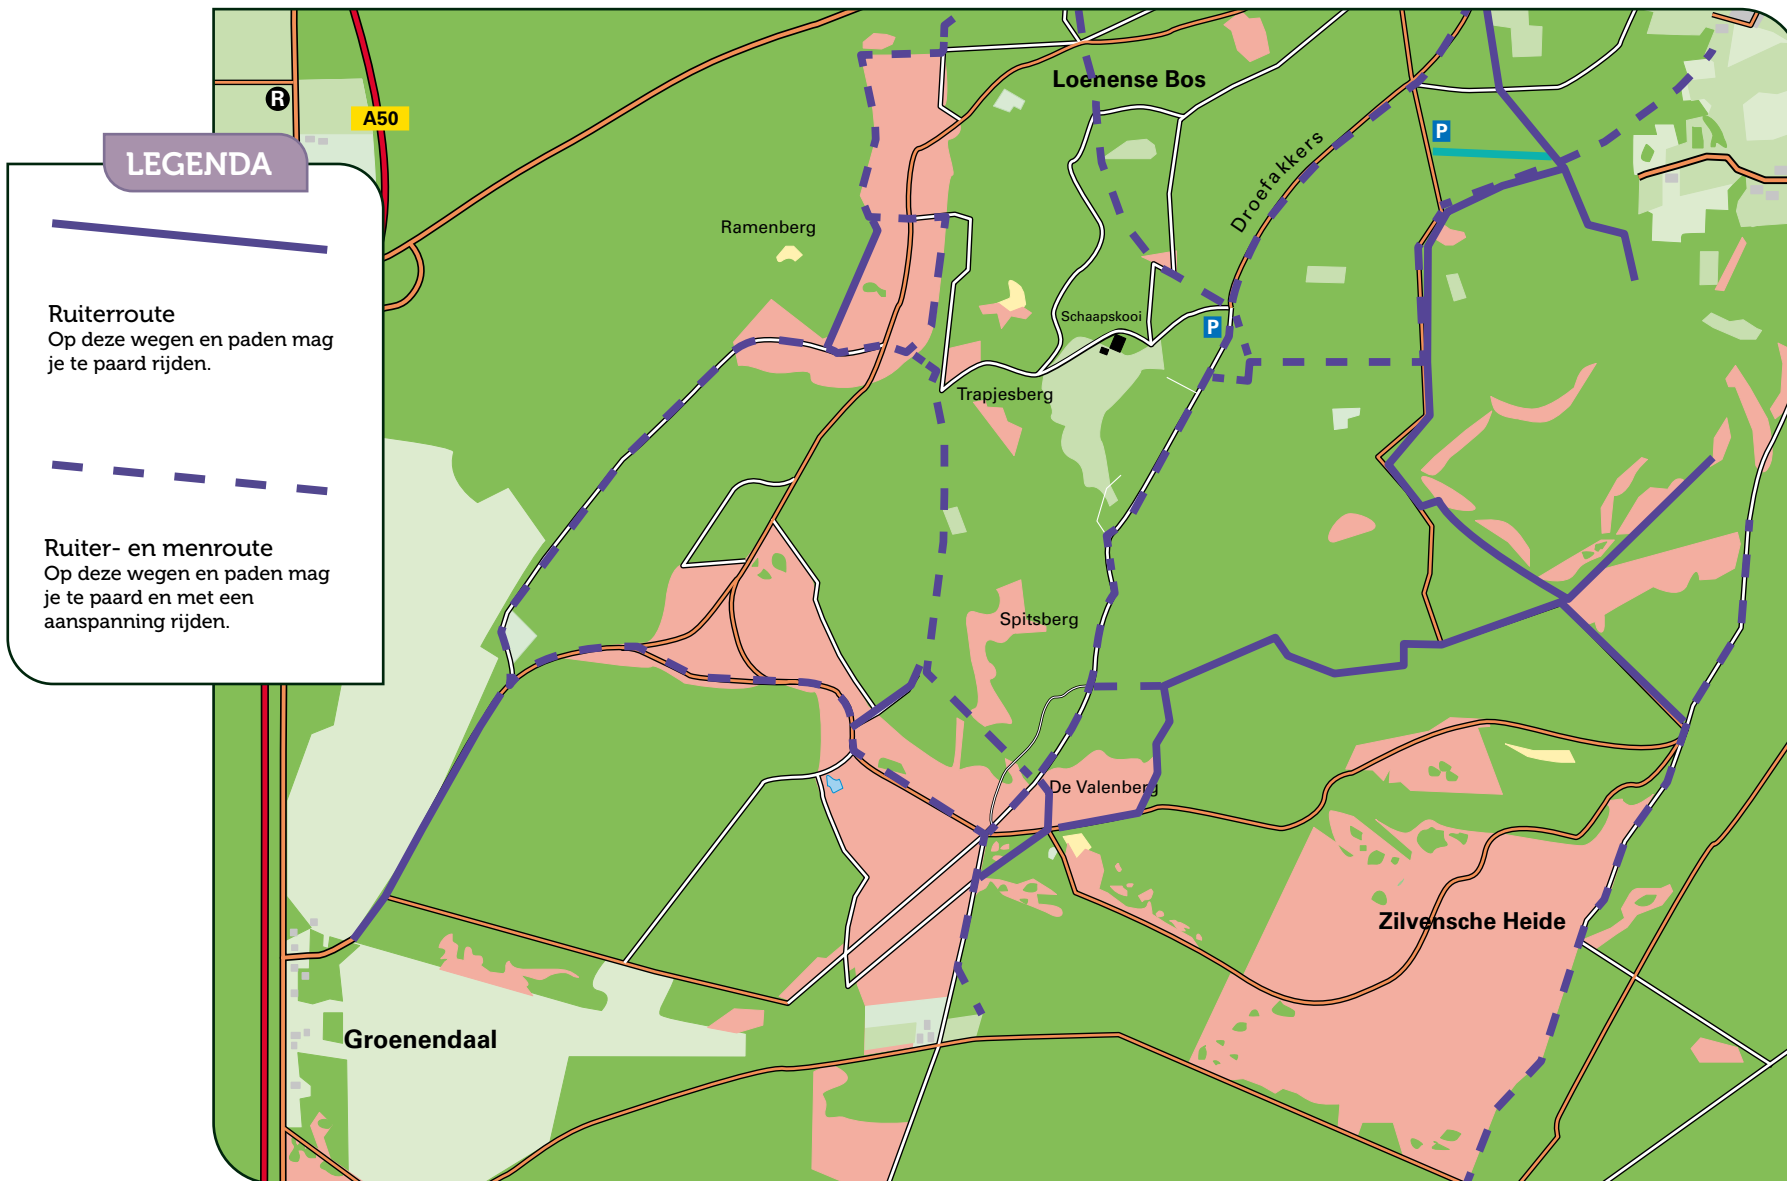 LEGENDA
Ruiterroute
Op deze wegen en paden mag
je te paard rijden.
Ruiter- en menroute
Op deze wegen en paden mag
je te paard en met een
aanspanning rijden.
R
A50
Loenense Bos
Droefakkers
P
Ramenberg
Schaapskooi
P
Trapjesberg
Spitsberg
De Valenberg
Zilvensche Heide
Groenendaal